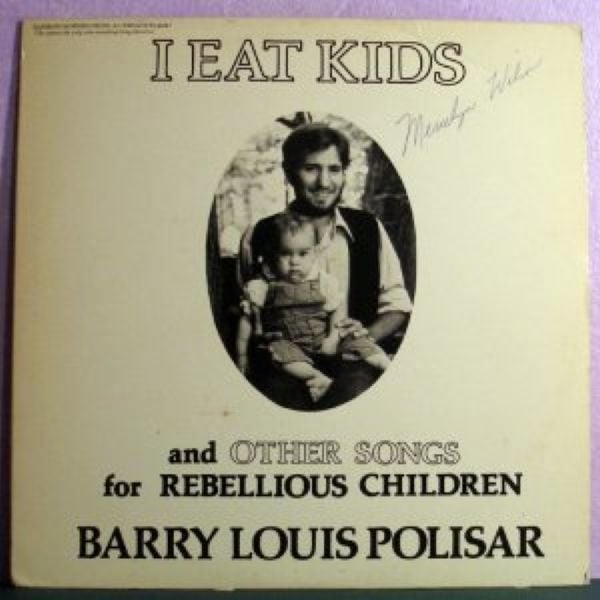 I EAT KIDS
and OTHER SONGS
for REBELLIOUS CHILDREN
BARRY LOUIS POLISAR